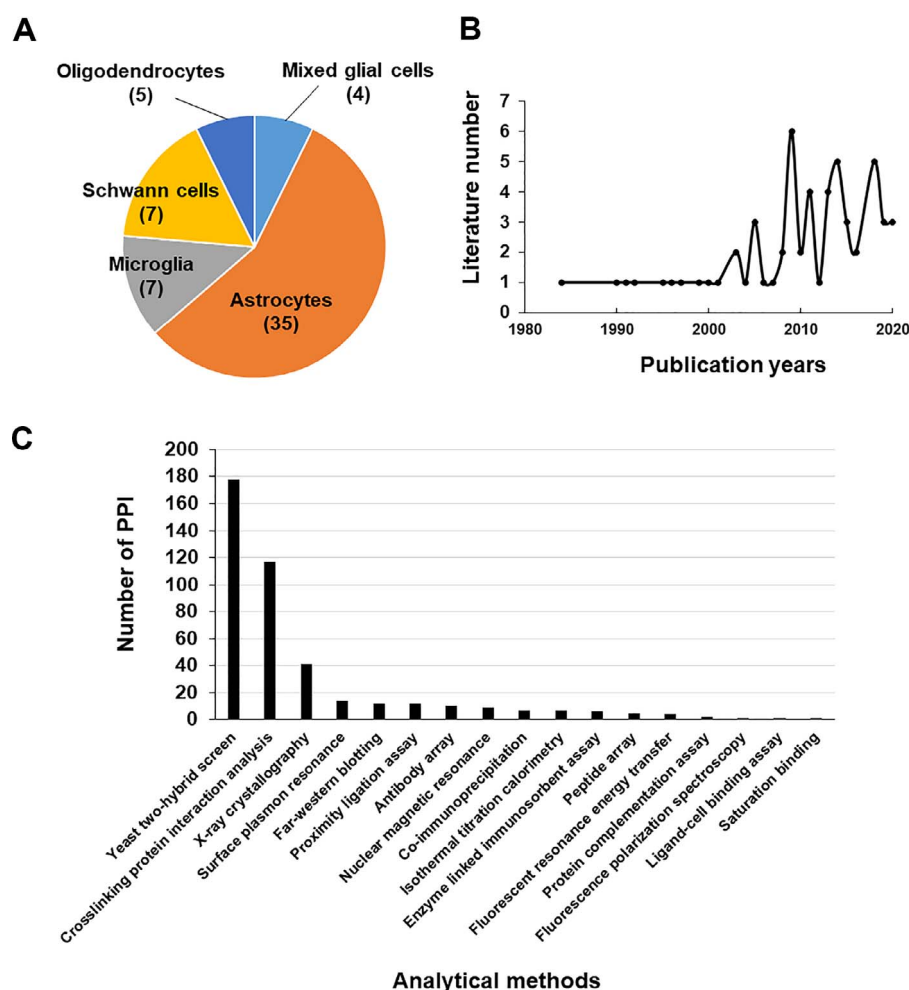 A
Oligodendrocytes
(5)
Mixed glial cells
(4)
Schwann cells
(7)
Microglia
(7)
Astrocytes
(35)
B
Literature number
7
6
5
4
3
2
1
0
1980
1990
2000
2010
2020
Publication years
C
Number of PPI
200
180
160
140
120
100
80
60
40
20
0
Yeast two-hybrid screen
Crosslinking protein interaction analysis
X-ray crystallography
Surface plasmon resonance
Far-western blotting
Proximity ligation assay
Antibody array
Nuclear magnetic resonance
Co-immunoprecipitation
Isothermal titration calorimetry
Enzyme linked immunosorbent assay
Peptide array
Fluorescent resonance energy transfer
Protein complementation assay
Fluorescence polarization spectroscopy
Ligand-cell binding assay
Saturation binding
Analytical methods